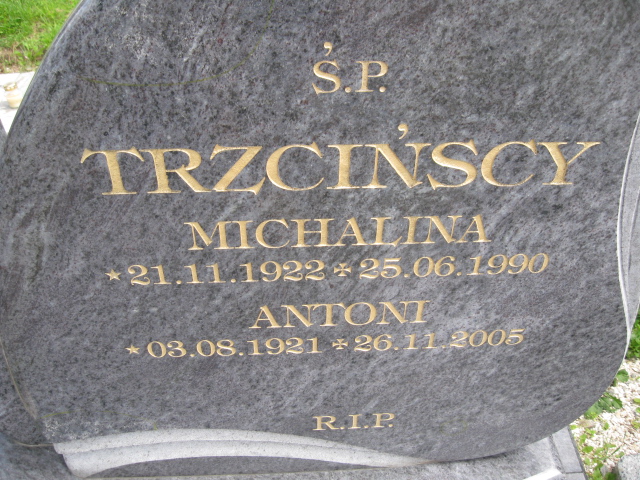 Ś.P.
TRZCIŃSCY
MICHALINA
*21.11.1922 ✠ 25.06.1990
ANTONI
*03.08.1921 ✠ 26.11.2005
R.I.P.